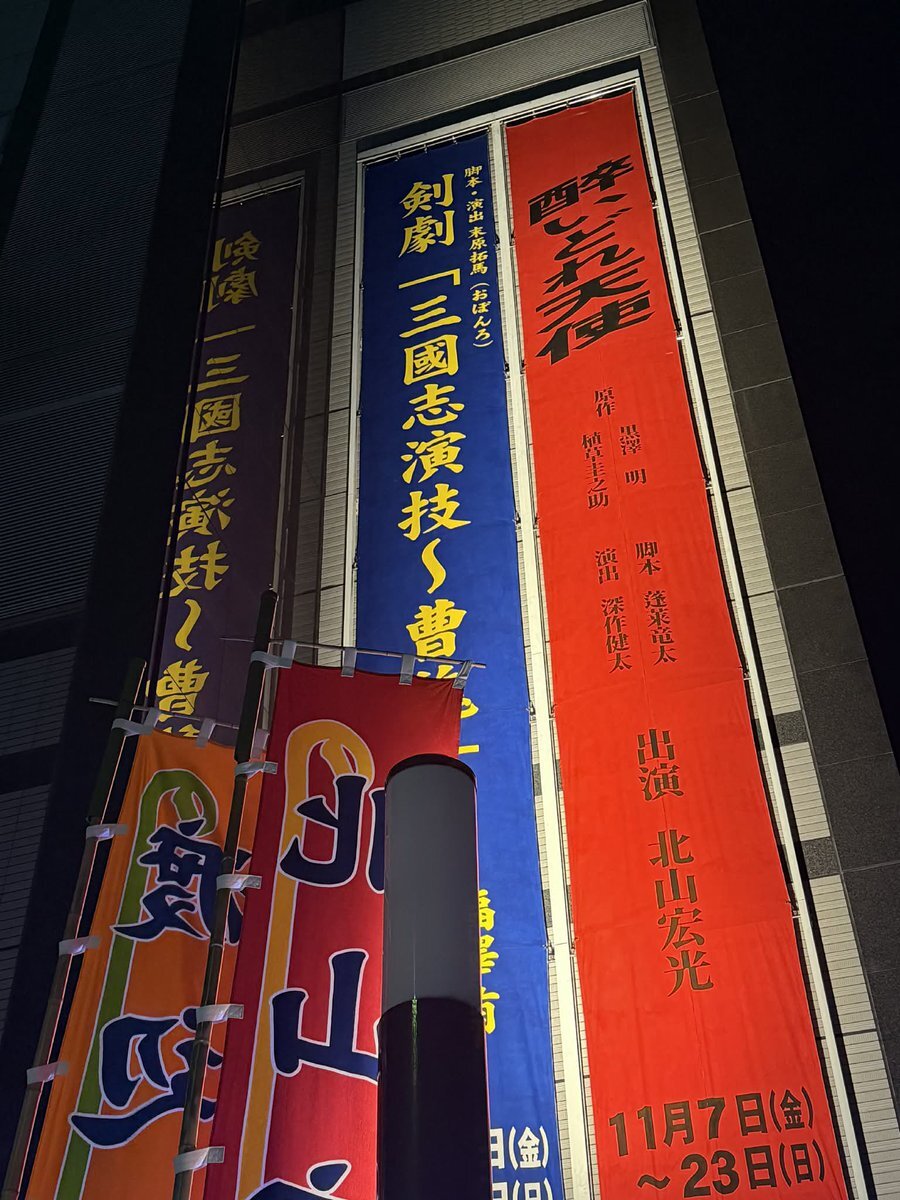 酔いどれ天使
原作 黒澤 明
植草圭之助
脚本 蓬莱竜太
演出 深作健太
出演 北山宏光
11月7日(金)
～23日(日)
脚本・演出 末原拓馬(おぼんろ)
剣劇「三國志演技～曹
日(金)
日(日)
北山
渡辺
剣劇「三國志演技～曹